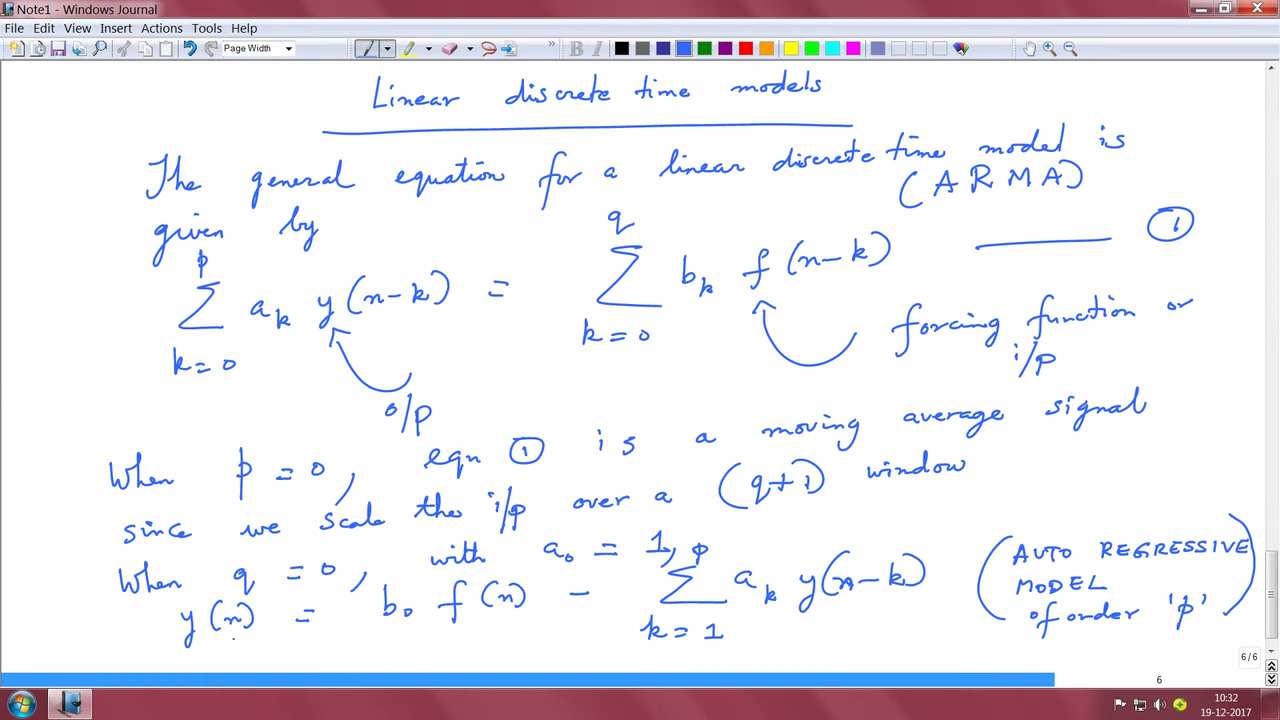 Note1 - Windows Journal
File Edit View Insert Actions Tools Help
Page Width
Linear discrete time models
The general equation for a linear discrete time model is
given by (ARMA)
p q
∑ a_k y(n-k) = ∑ b_k f(n-k) ——— ①
k=0 k=0
forcing function or
i/p
o/p
When p = 0, eqn ① is a moving average signal
since we scale the i/p over a (q+1) window
When q = 0, with a_0 = 1,
y(n) = b_0 f(n) - ∑_{k=1}^{p} a_k y(n-k) (AUTO REGRESSIVE
MODEL
of order 'p')
6/6
6
10:32
19-12-2017